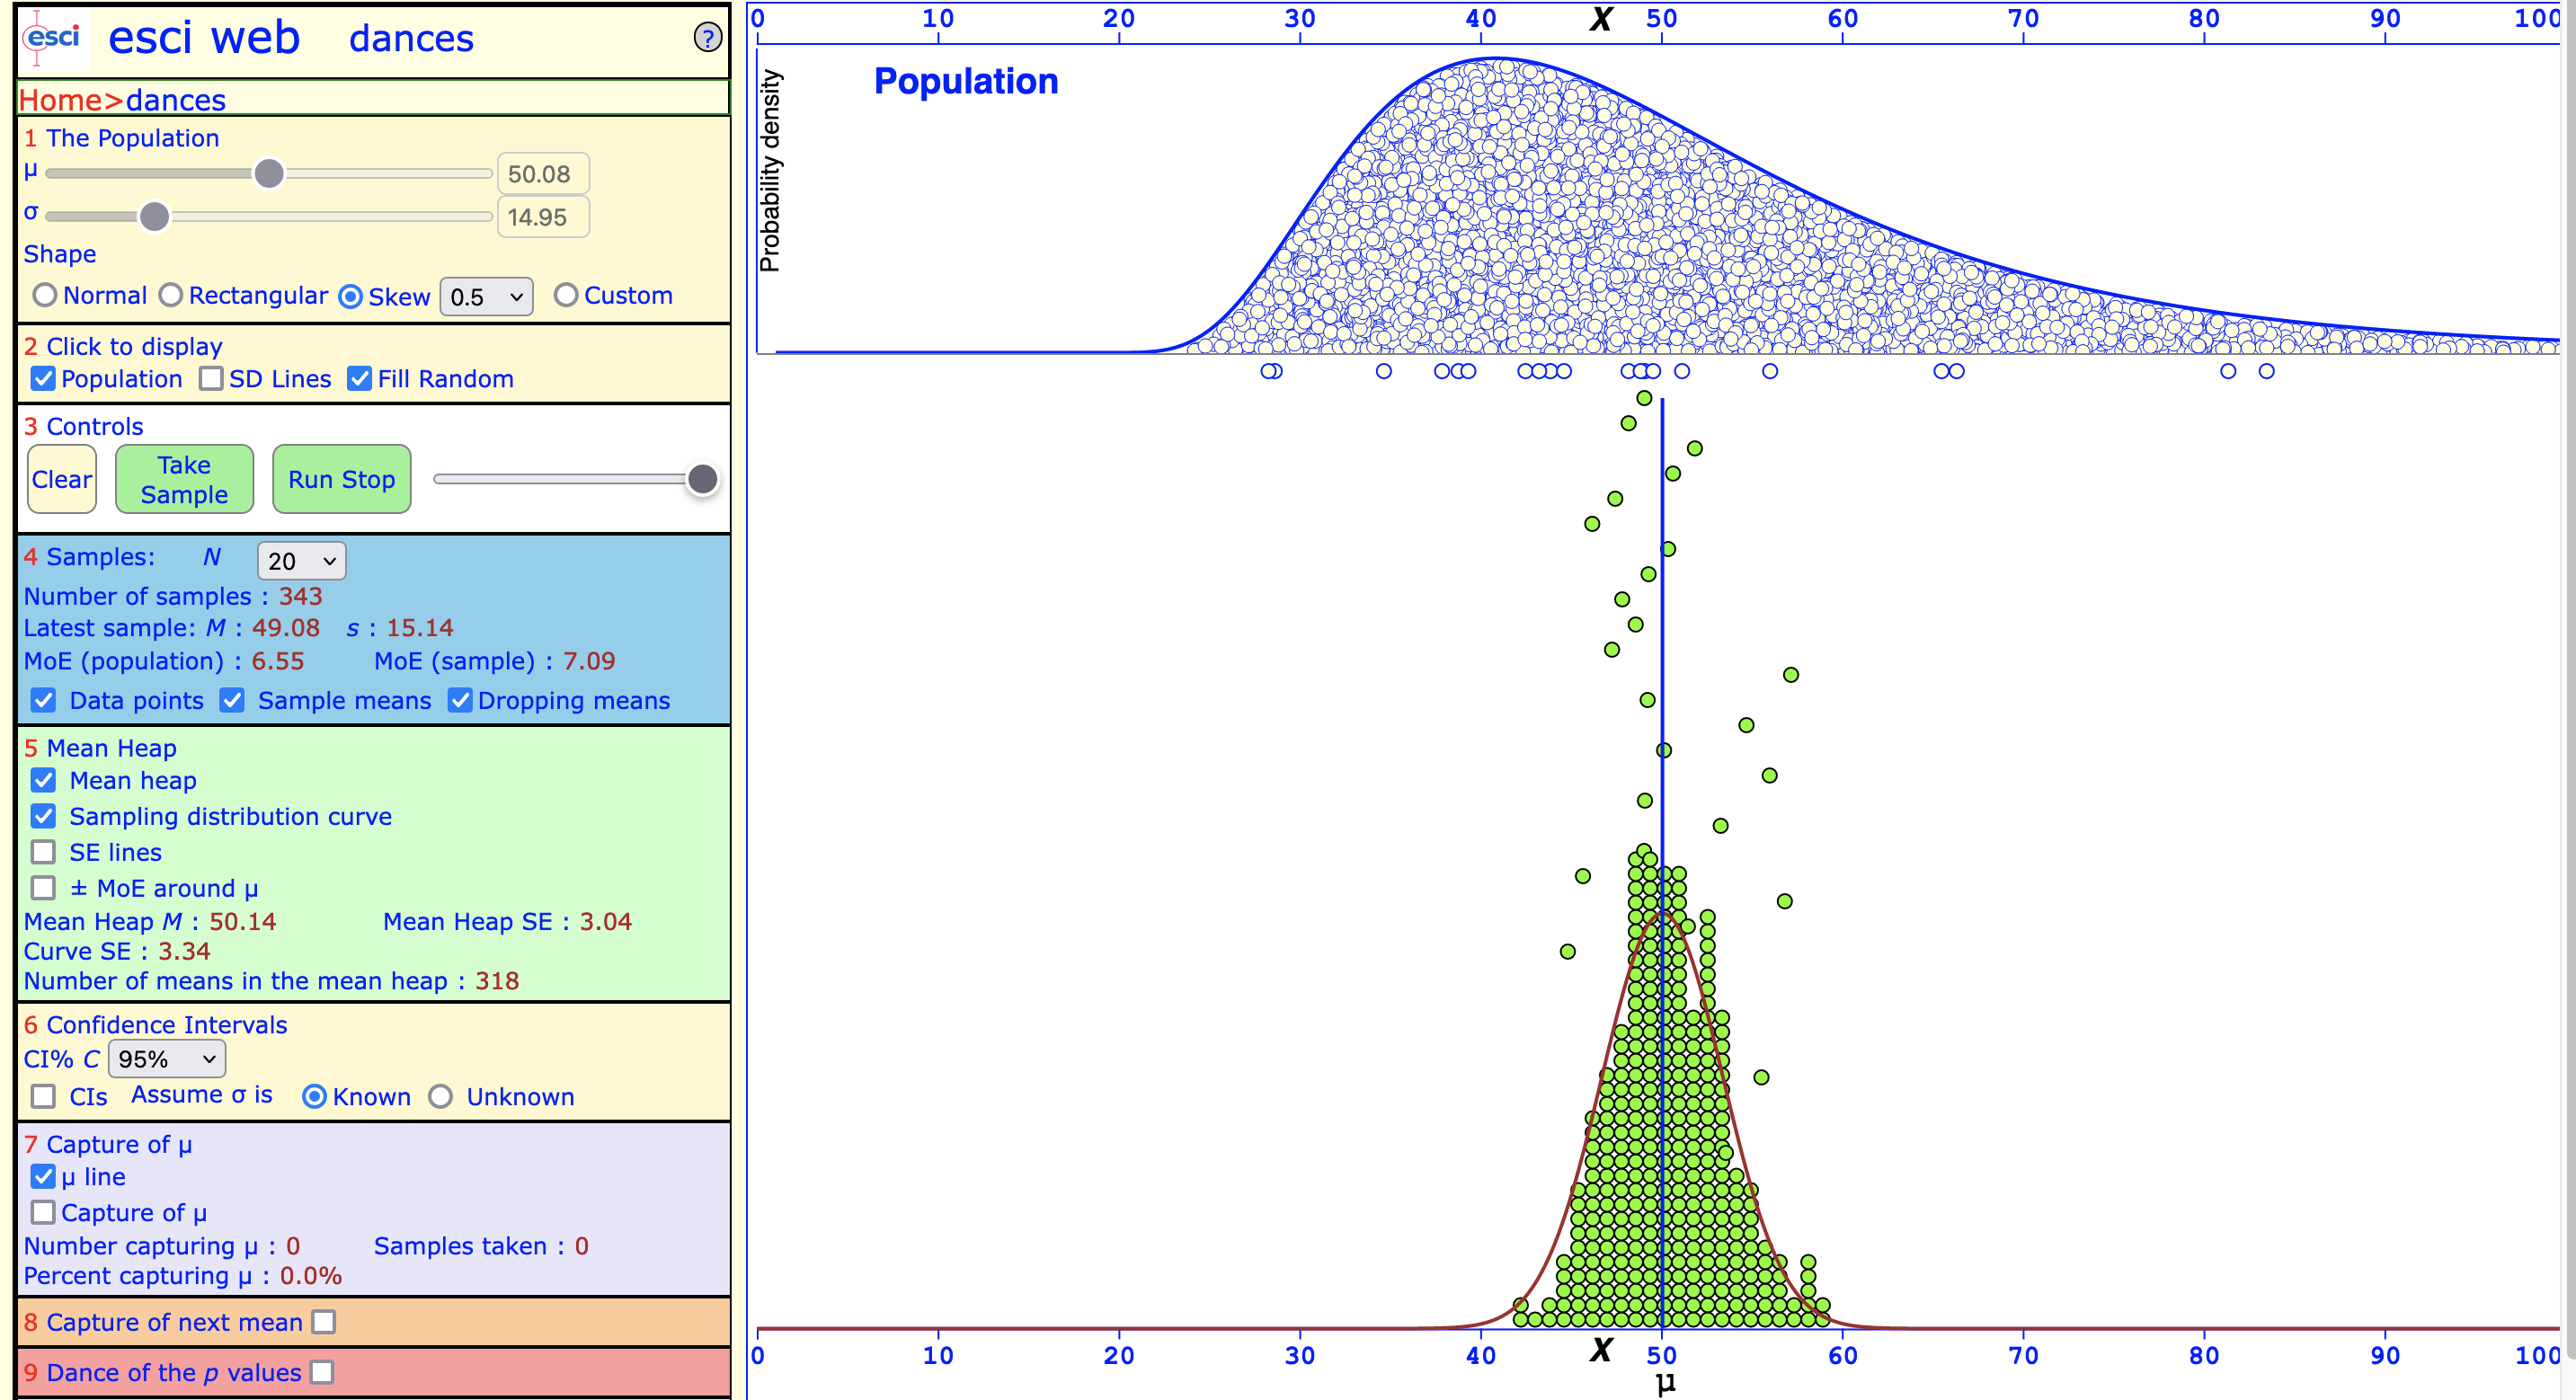 esci esci web dances ?
Home>dances
1 The Population
μ 50.08
σ 14.95
Shape
Normal Rectangular Skew 0.5 Custom
2 Click to display
Population SD Lines Fill Random
3 Controls
Clear Take Sample Run Stop
4 Samples: N 20
Number of samples : 343
Latest sample: M : 49.08 s : 15.14
MoE (population) : 6.55 MoE (sample) : 7.09
Data points Sample means Dropping means
5 Mean Heap
Mean heap
Sampling distribution curve
SE lines
± MoE around μ
Mean Heap M : 50.14 Mean Heap SE : 3.04
Curve SE : 3.34
Number of means in the mean heap : 318
6 Confidence Intervals
CI% C 95%
CIs Assume σ is Known Unknown
7 Capture of μ
μ line
Capture of μ
Number capturing μ : 0 Samples taken : 0
Percent capturing μ : 0.0%
8 Capture of next mean
9 Dance of the p values
0 10 20 30 40 X 50 60 70 80 90 100
Population
Probability density
0 10 20 30 40 X 50 60 70 80 90 100
μ